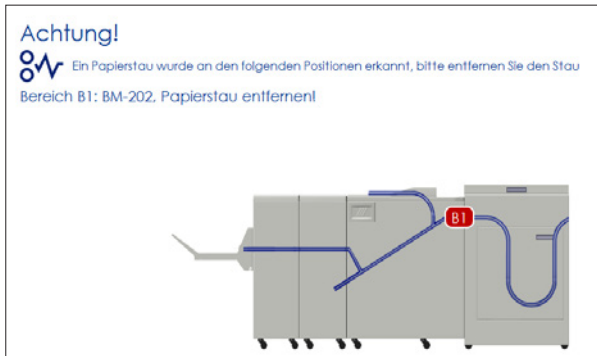 Achtung!
Ein Papierstau wurde an den folgenden Positionen erkannt, bitte entfernen Sie den Stau
Bereich B1: BM-202, Papierstau entfernen!
B1